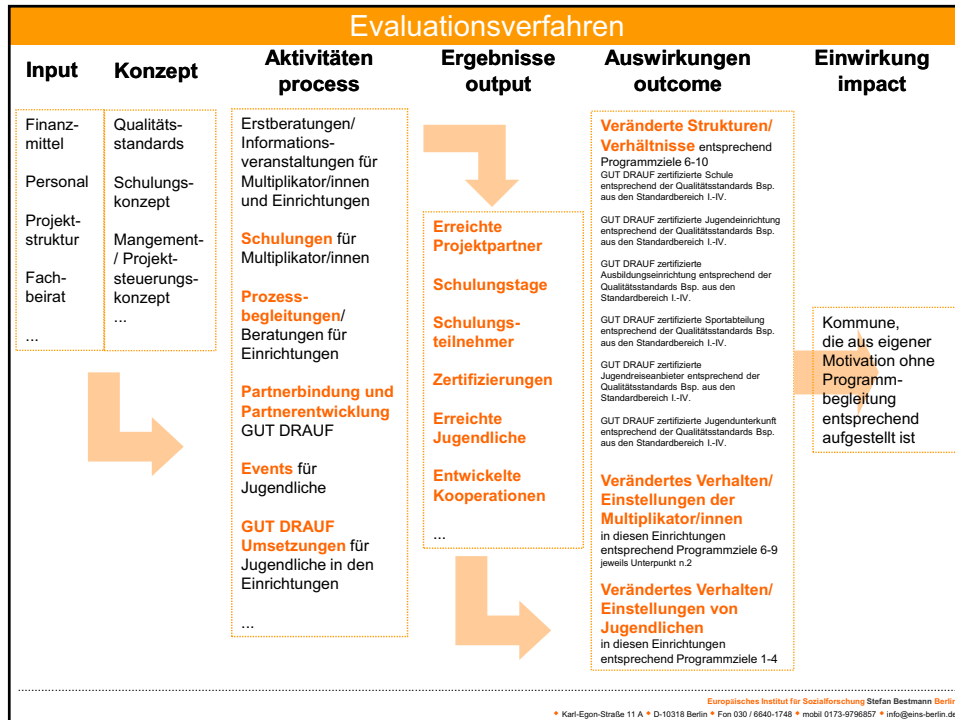 Evaluationsverfahren
Input
Konzept
Aktivitäten
process
Ergebnisse
output
Auswirkungen
outcome
Einwirkung
impact
Finanz-
mittel
Personal
Projekt-
struktur
Fach-
beirat
...
Qualitäts-
standards
Schulungs-
konzept
Mangement-
/ Projekt-
steuerungs-
konzept
...
Erstberatungen/
Informations-
veranstaltungen für
Multiplikator/innen
und Einrichtungen
Schulungen für
Multiplikator/innen
Prozess-
begleitungen/
Beratungen für
Einrichtungen
Partnerbindung und
Partnerentwicklung
GUT DRAUF
Events für
Jugendliche
GUT DRAUF
Umsetzungen für
Jugendliche in den
Einrichtungen
...
Erreichte
Projektpartner
Schulungstage
Schulungs-
teilnehmer
Zertifizierungen
Erreichte
Jugendliche
Entwickelte
Kooperationen
...
Veränderte Strukturen/
Verhältnisse entsprechend
Programmziele 6-10
GUT DRAUF zertifizierte Schule
entsprechend der Qualitätsstandards Bsp.
aus den Standardbereich I.-IV.
GUT DRAUF zertifizierte Jugendeinrichtung
entsprechend der Qualitätsstandards Bsp.
aus den Standardbereich I.-IV.
GUT DRAUF zertifizierte
Ausbildungseinrichtung entsprechend der
Qualitätsstandards Bsp. aus den
Standardbereich I.-IV.
GUT DRAUF zertifizierte Sportabteilung
entsprechend der Qualitätsstandards Bsp.
aus den Standardbereich I.-IV.
GUT DRAUF zertifizierte
Jugendreiseanbieter entsprechend der
Qualitätsstandards Bsp. aus den
Standardbereich I.-IV.
GUT DRAUF zertifizierte Jugendunterkunft
entsprechend der Qualitätsstandards Bsp.
aus den Standardbereich I.-IV.
Verändertes Verhalten/
Einstellungen der
Multiplikator/innen
in diesen Einrichtungen
entsprechend Programmziele 6-9
jeweils Unterpunkt n.2
Verändertes Verhalten/
Einstellungen von
Jugendlichen
in diesen Einrichtungen
entsprechend Programmziele 1-4
Kommune,
die aus eigener
Motivation ohne
Programm-
begleitung
entsprechend
aufgestellt ist
Europäisches Institut für Sozialforschung Stefan Bestmann Berlin
♦ Karl-Egon-Straße 11 A ♦ D-10318 Berlin ♦ Fon 030 / 6640-1748 ♦ mobil 0173-9796857 ♦ info@eins-berlin.de